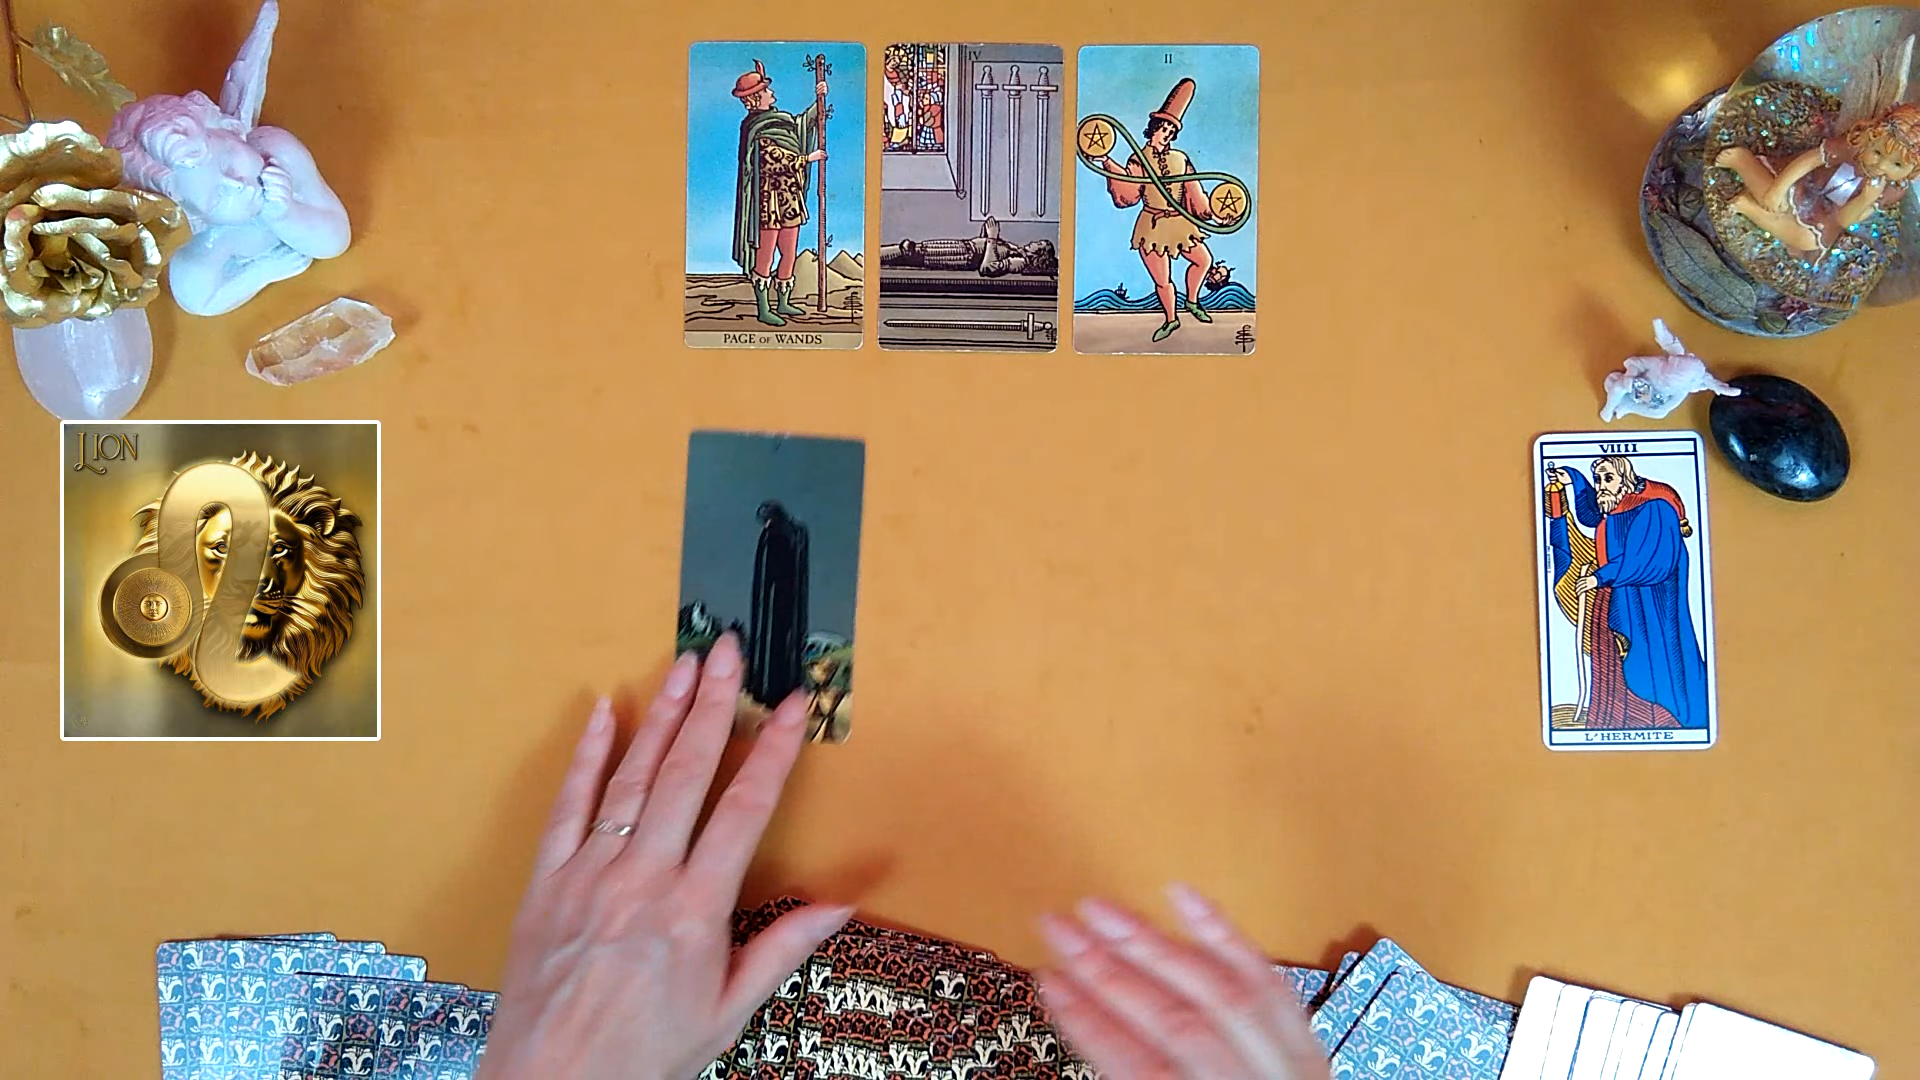 PAGE OF WANDS
IV
II
LION
VIIII
L'HERMITE